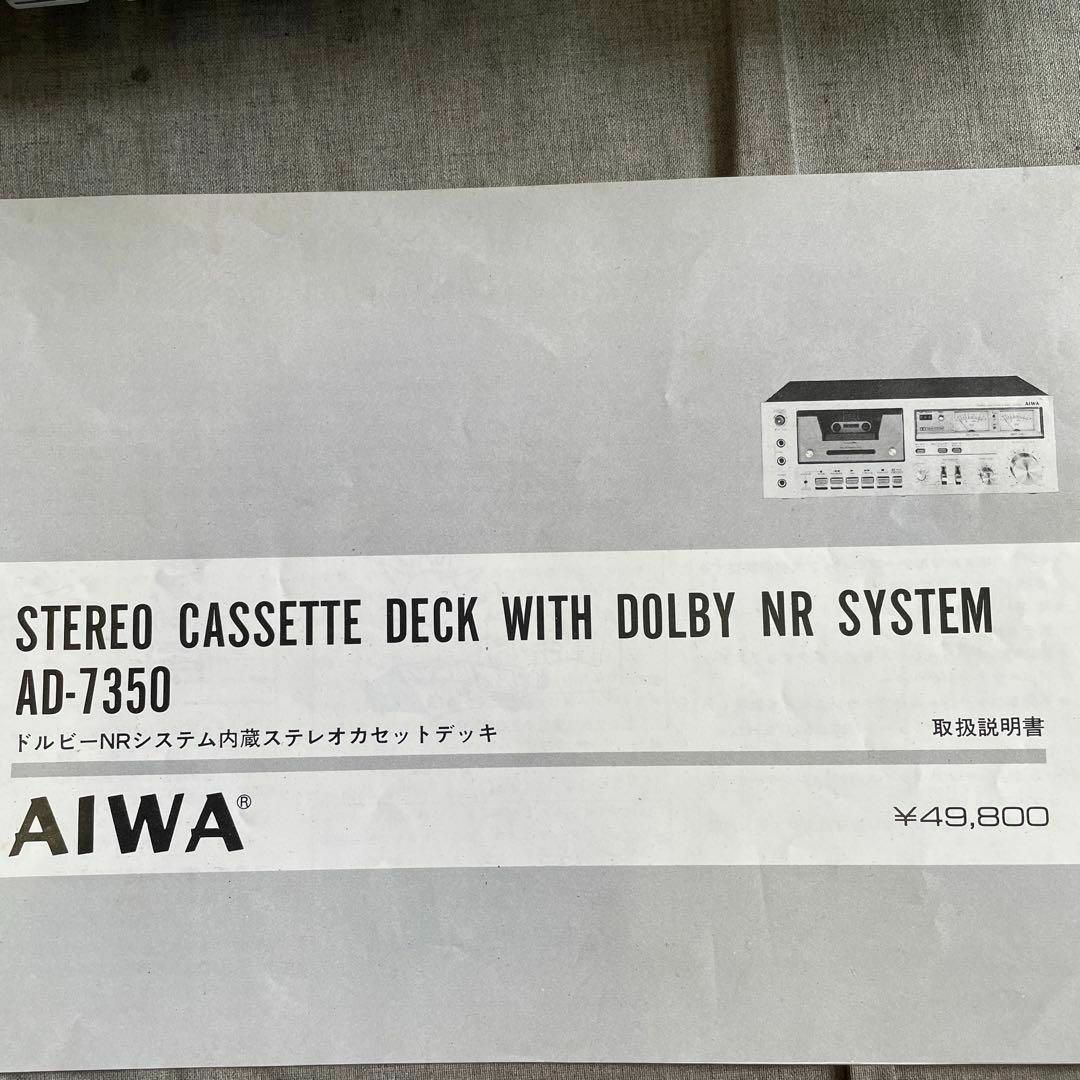 AIWA
STEREO CASSETTE DECK WITH DOLBY NR SYSTEM
AD-7350
ドルビーNRシステム内蔵ステレオカセットデッキ
取扱説明書
AIWA®
¥49,800